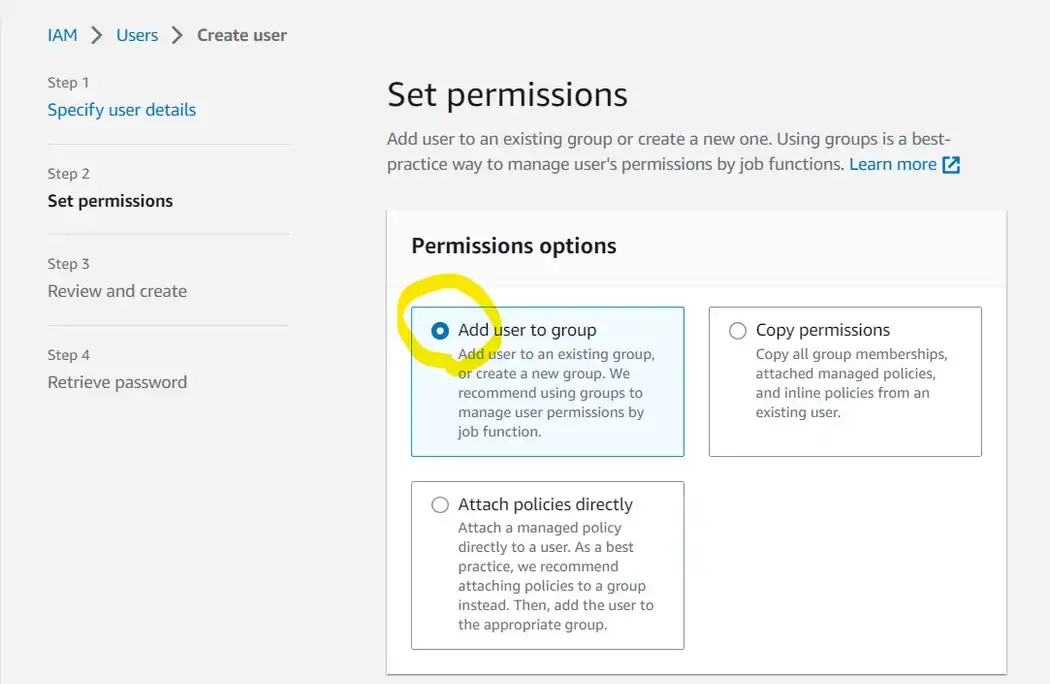 IAM > Users > Create user
Step 1
Specify user details
Step 2
Set permissions
Step 3
Review and create
Step 4
Retrieve password
Set permissions
Add user to an existing group or create a new one. Using groups is a best-
practice way to manage user's permissions by job functions. Learn more
Permissions options
Add user to group
Add user to an existing group,
or create a new group. We
recommend using groups to
manage user permissions by
job function.
Copy permissions
Copy all group memberships,
attached managed policies,
and inline policies from an
existing user.
Attach policies directly
Attach a managed policy
directly to a user. As a best
practice, we recommend
attaching policies to a group
instead. Then, add the user to
the appropriate group.